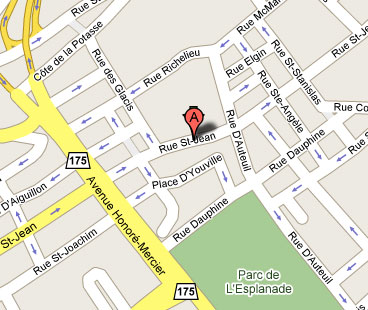 Rue McMa
Côte de la Potasse
Rue des Glacis
Rue Richelieu
Rue Elgin
Rue St-Stanislas
Rue St-Je
Rue Ste-Angèle
Rue Co
A
Rue St-Jean
Rue D'Auteuil
175
Place D'Youville
Rue Dauphine
D'Aiguillon
Avenue Honoré-Mercier
St-Jean
Rue St-Joachim
Rue Dauphine
Rue D'Auteuil
Parc de
L'Esplanade
175